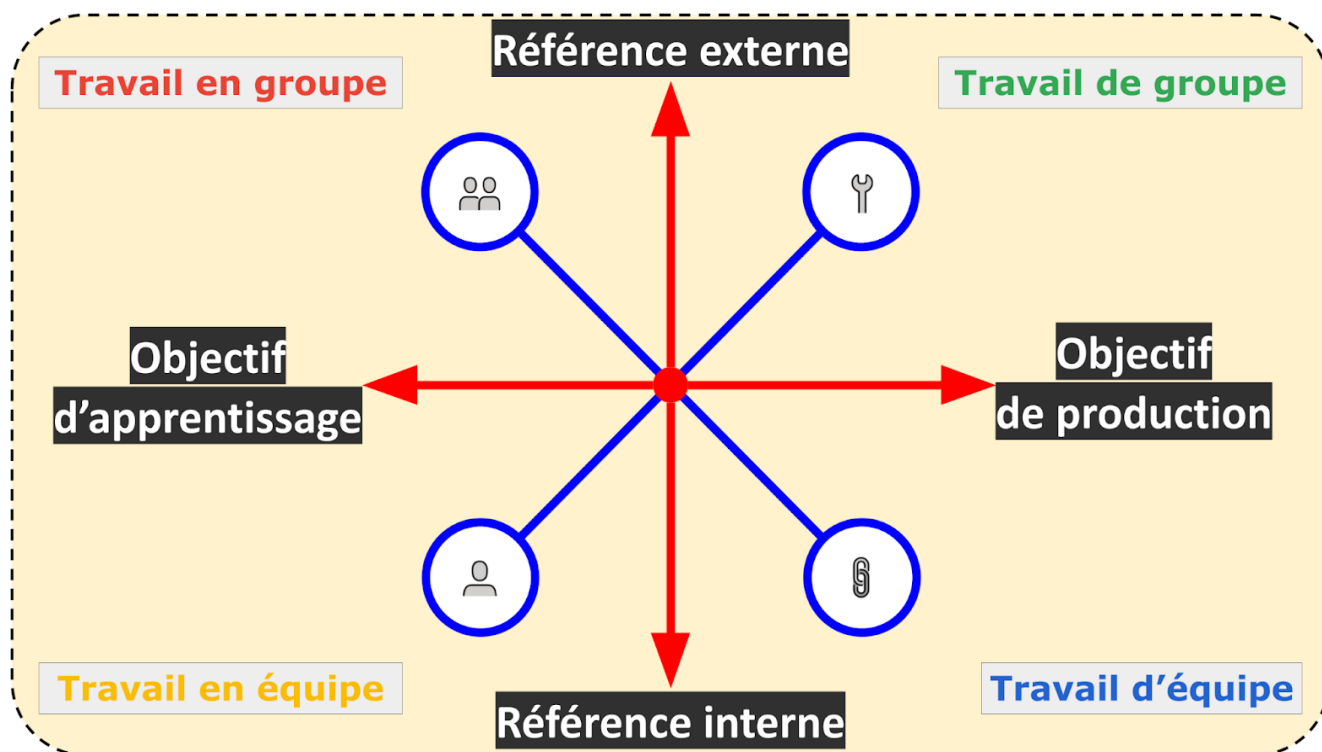 Référence externe
Travail en groupe
Travail de groupe
Objectif
d’apprentissage
Objectif
de production
Travail en équipe
Travail d’équipe
Référence interne